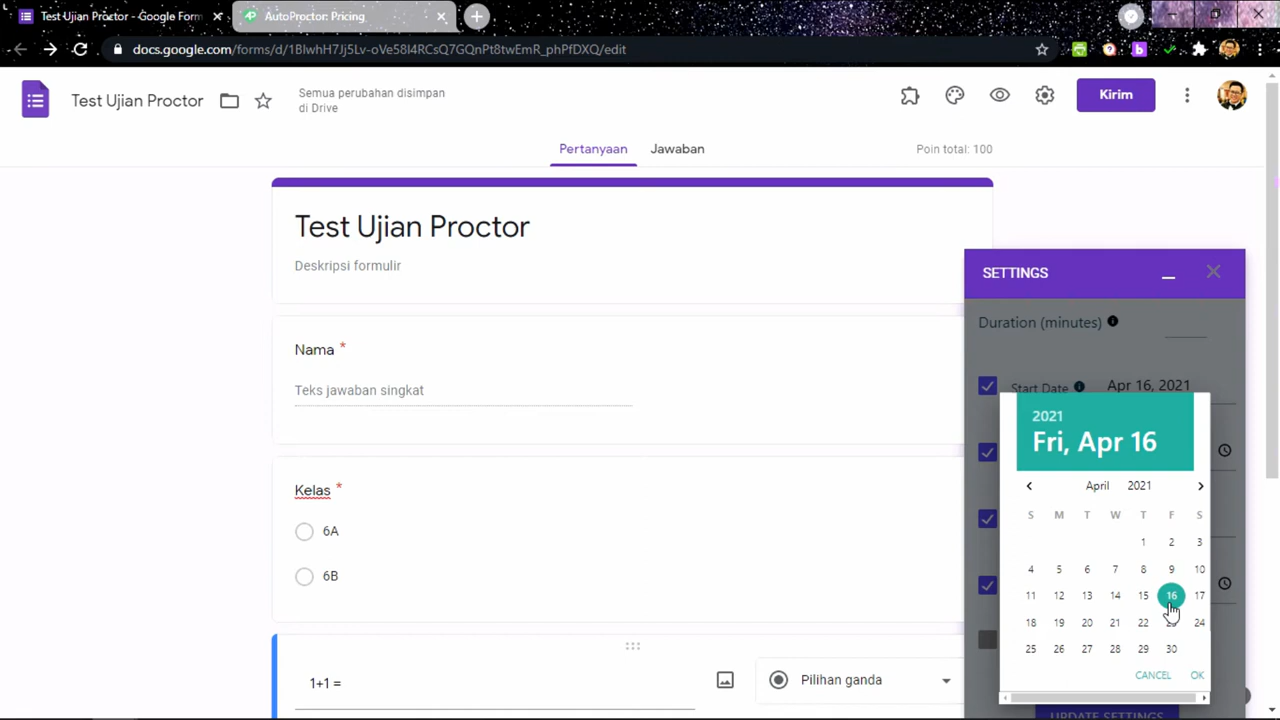 Test Ujian Proctor - Google Form
AutoProctor: Pricing
docs.google.com/forms/d/1BIwhH7Jj5Lv-oVe58I4RCsQ7GQnPt8twEmR_phPfDXQ/edit
Test Ujian Proctor
Semua perubahan disimpan
di Drive
Kirim
Pertanyaan
Jawaban
Poin total: 100
Test Ujian Proctor
Deskripsi formulir
Nama *
Teks jawaban singkat
Kelas *
6A
6B
1+1 =
Pilihan ganda
SETTINGS
Duration (minutes)
Start Date
Apr 16, 2021
2021
Fri, Apr 16
April 2021
S M T W T F S
1 2 3
4 5 6 7 8 9 10
11 12 13 14 15 16 17
18 19 20 21 22 23 24
25 26 27 28 29 30
CANCEL OK
UPDATE SETTINGS